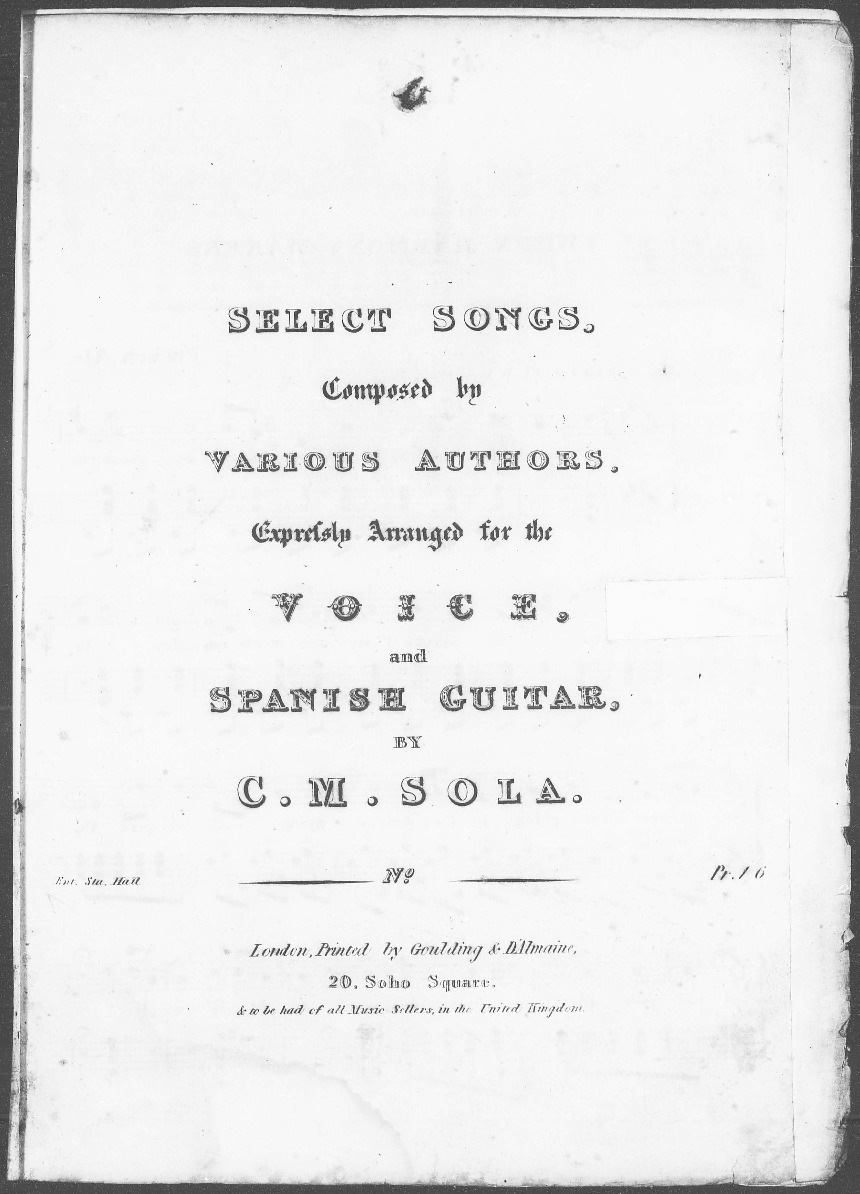 SELECT SONGS,
Composed by
VARIOUS AUTHORS,
Expreſsly Arranged for the
VOICE,
and
SPANISH GUITAR,
BY
C. M. SOLA.
Ent. Sta. Hall
No
Pr. 1/6
London, Printed by Goulding & D'Almaine,
20, Soho Square,
& to be had of all Music Sellers, in the United Kingdom.